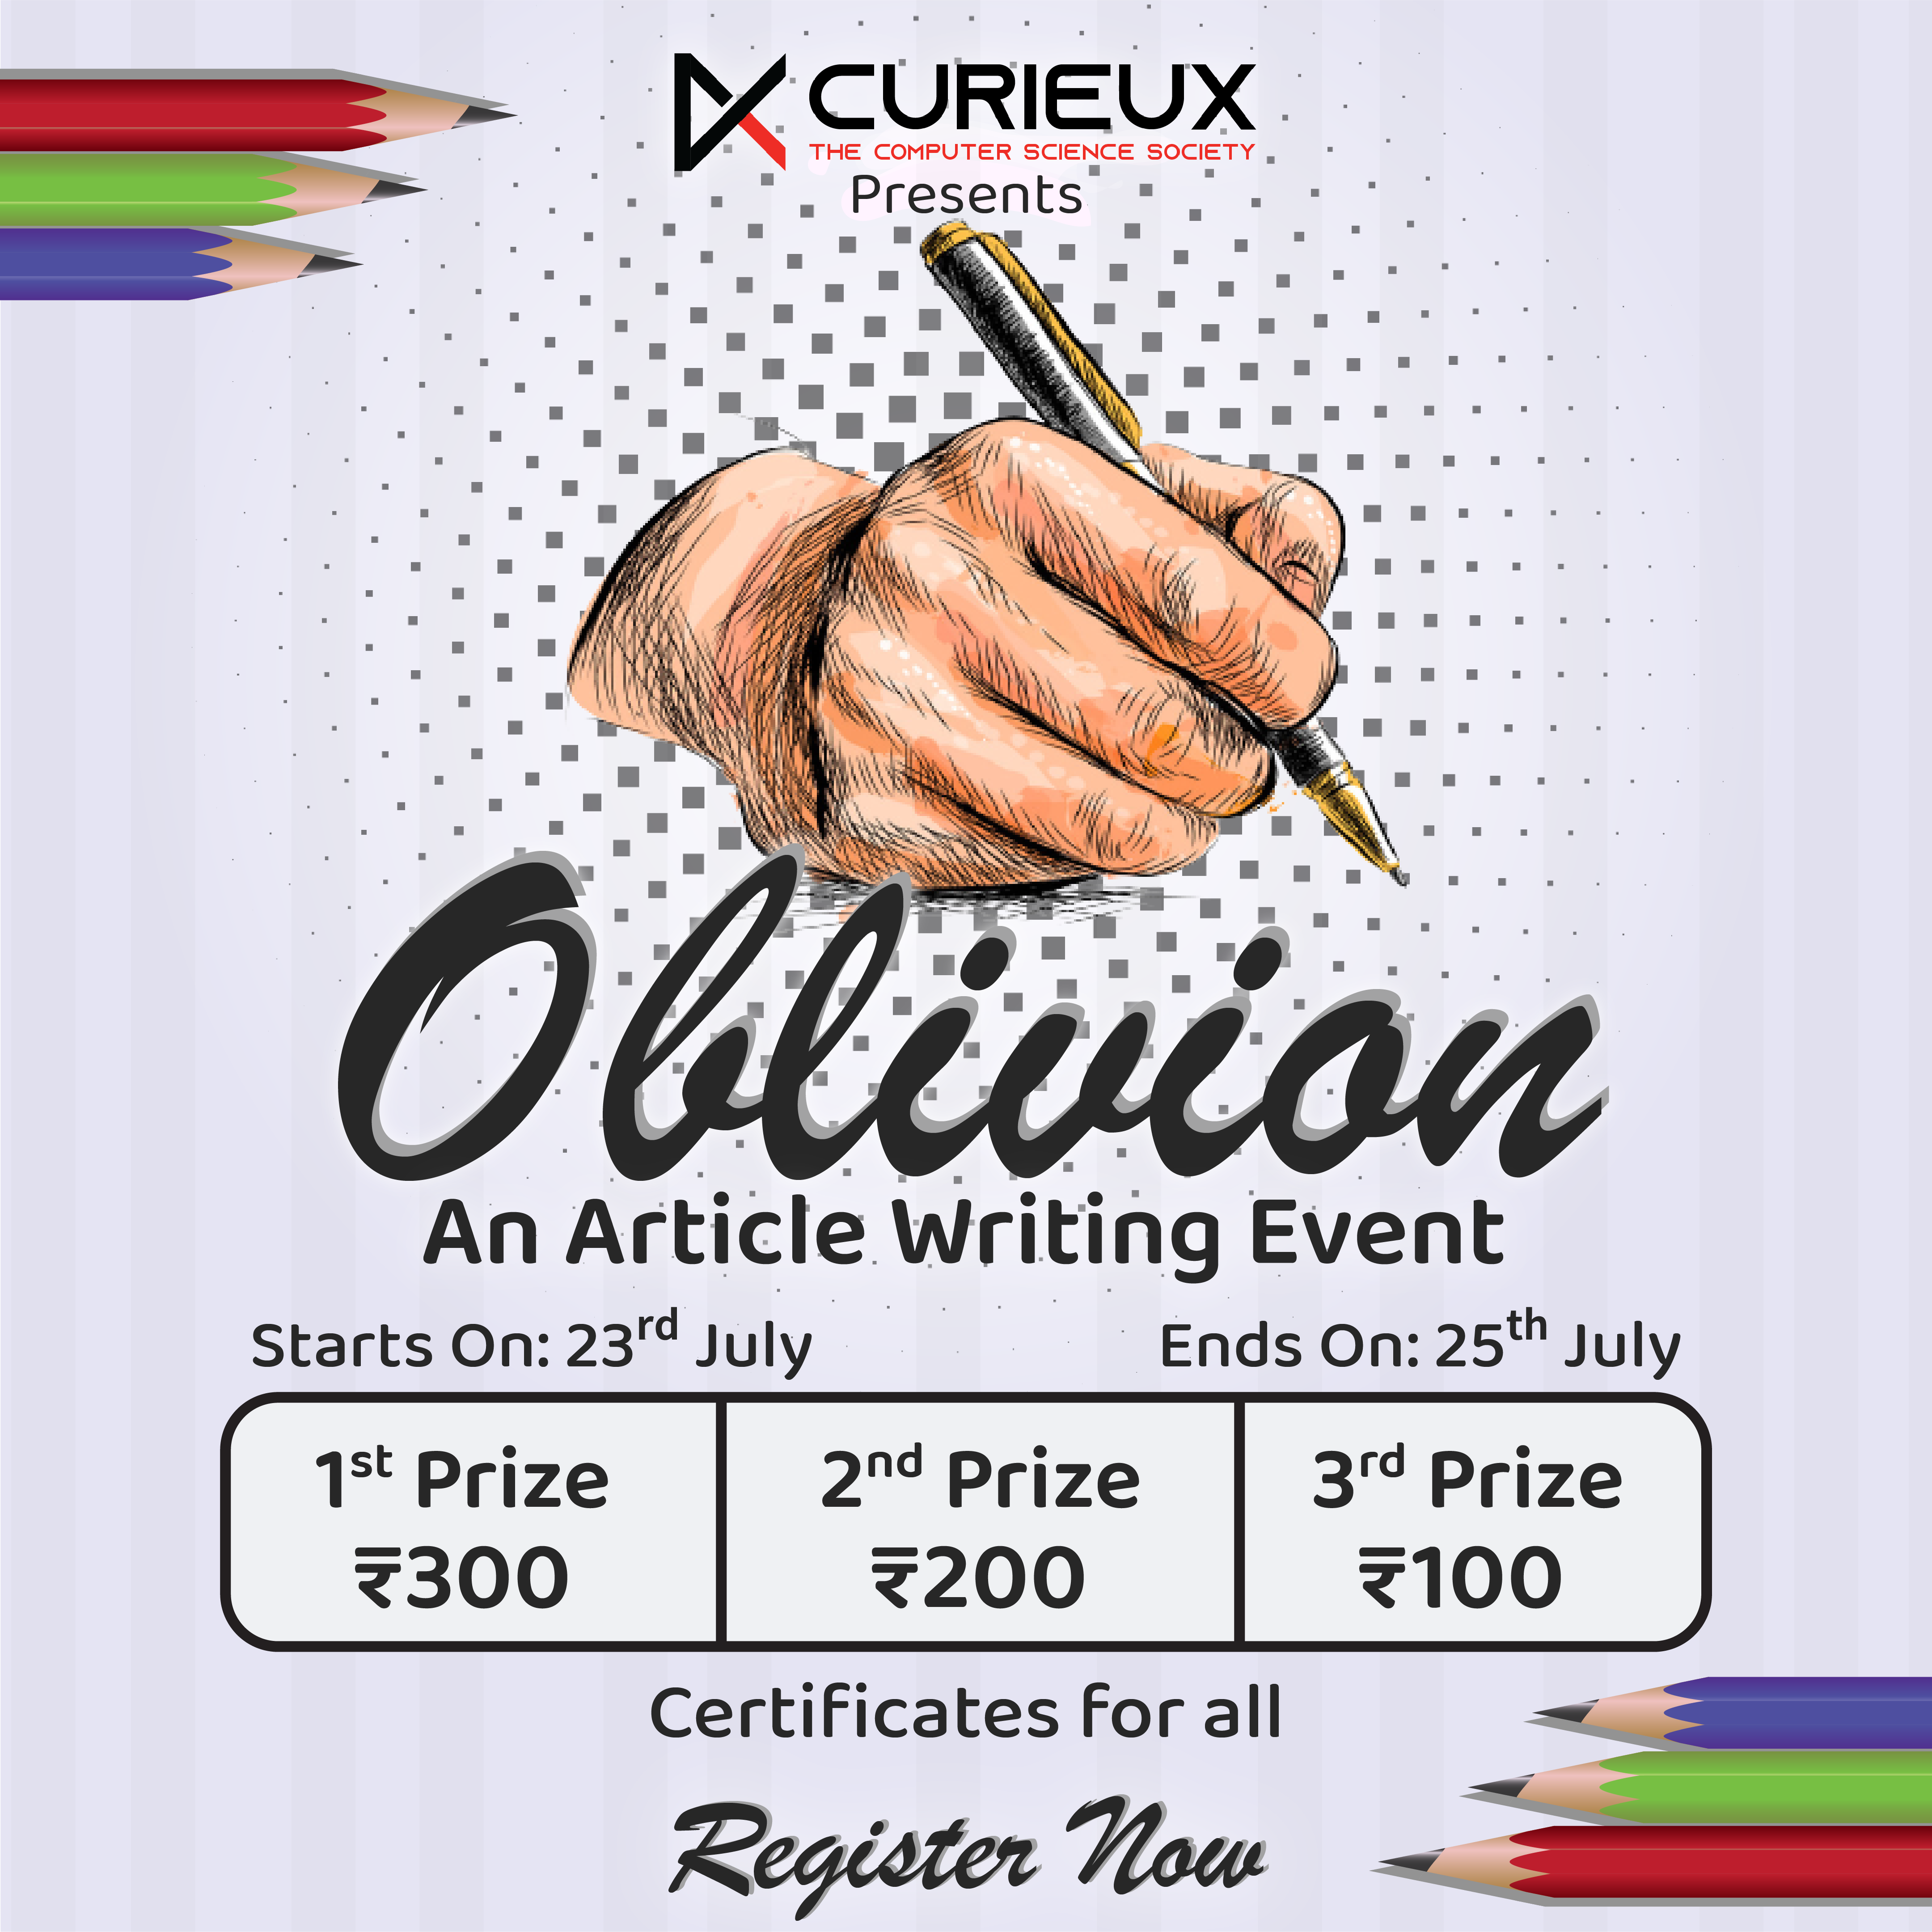 CURIEUX
THE COMPUTER SCIENCE SOCIETY
Presents
Oblivion
An Article Writing Event
Starts On: 23rd July
Ends On: 25th July
1st Prize
₹300
2nd Prize
₹200
3rd Prize
₹100
Certificates for all
Register Now